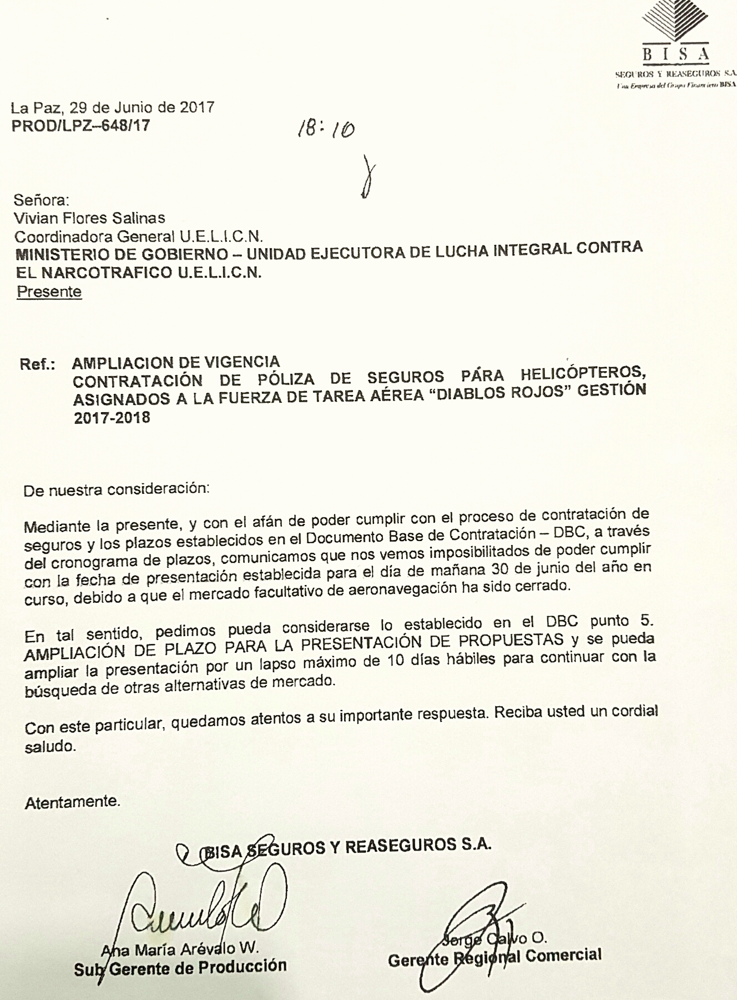 BISA
SEGUROS Y REASEGUROS S.A.
Una Empresa del Grupo Financiero BISA
La Paz, 29 de Junio de 2017
PROD/LPZ–648/17
18:10
Señora:
Vivian Flores Salinas
Coordinadora General U.E.L.I.C.N.
MINISTERIO DE GOBIERNO – UNIDAD EJECUTORA DE LUCHA INTEGRAL CONTRA
EL NARCOTRAFICO U.E.L.I.C.N.
Presente
Ref.: AMPLIACION DE VIGENCIA
CONTRATACIÓN DE PÓLIZA DE SEGUROS PARA HELICÓPTEROS,
ASIGNADOS A LA FUERZA DE TAREA AÉREA “DIABLOS ROJOS” GESTIÓN
2017-2018
De nuestra consideración:
Mediante la presente, y con el afán de poder cumplir con el proceso de contratación de
seguros y los plazos establecidos en el Documento Base de Contratación – DBC, a través
del cronograma de plazos, comunicamos que nos vemos imposibilitados de poder cumplir
con la fecha de presentación establecida para el día de mañana 30 de junio del año en
curso, debido a que el mercado facultativo de aeronavegación ha sido cerrado.
En tal sentido, pedimos pueda considerarse lo establecido en el DBC punto 5.
AMPLIACIÓN DE PLAZO PARA LA PRESENTACIÓN DE PROPUESTAS y se pueda
ampliar la presentación por un lapso máximo de 10 días hábiles para continuar con la
búsqueda de otras alternativas de mercado.
Con este particular, quedamos atentos a su importante respuesta. Reciba usted un cordial
saludo.
Atentamente.
BISA SEGUROS Y REASEGUROS S.A.
Ana María Arévalo W.
Sub Gerente de Producción
Jorge Calvo O.
Gerente Regional Comercial